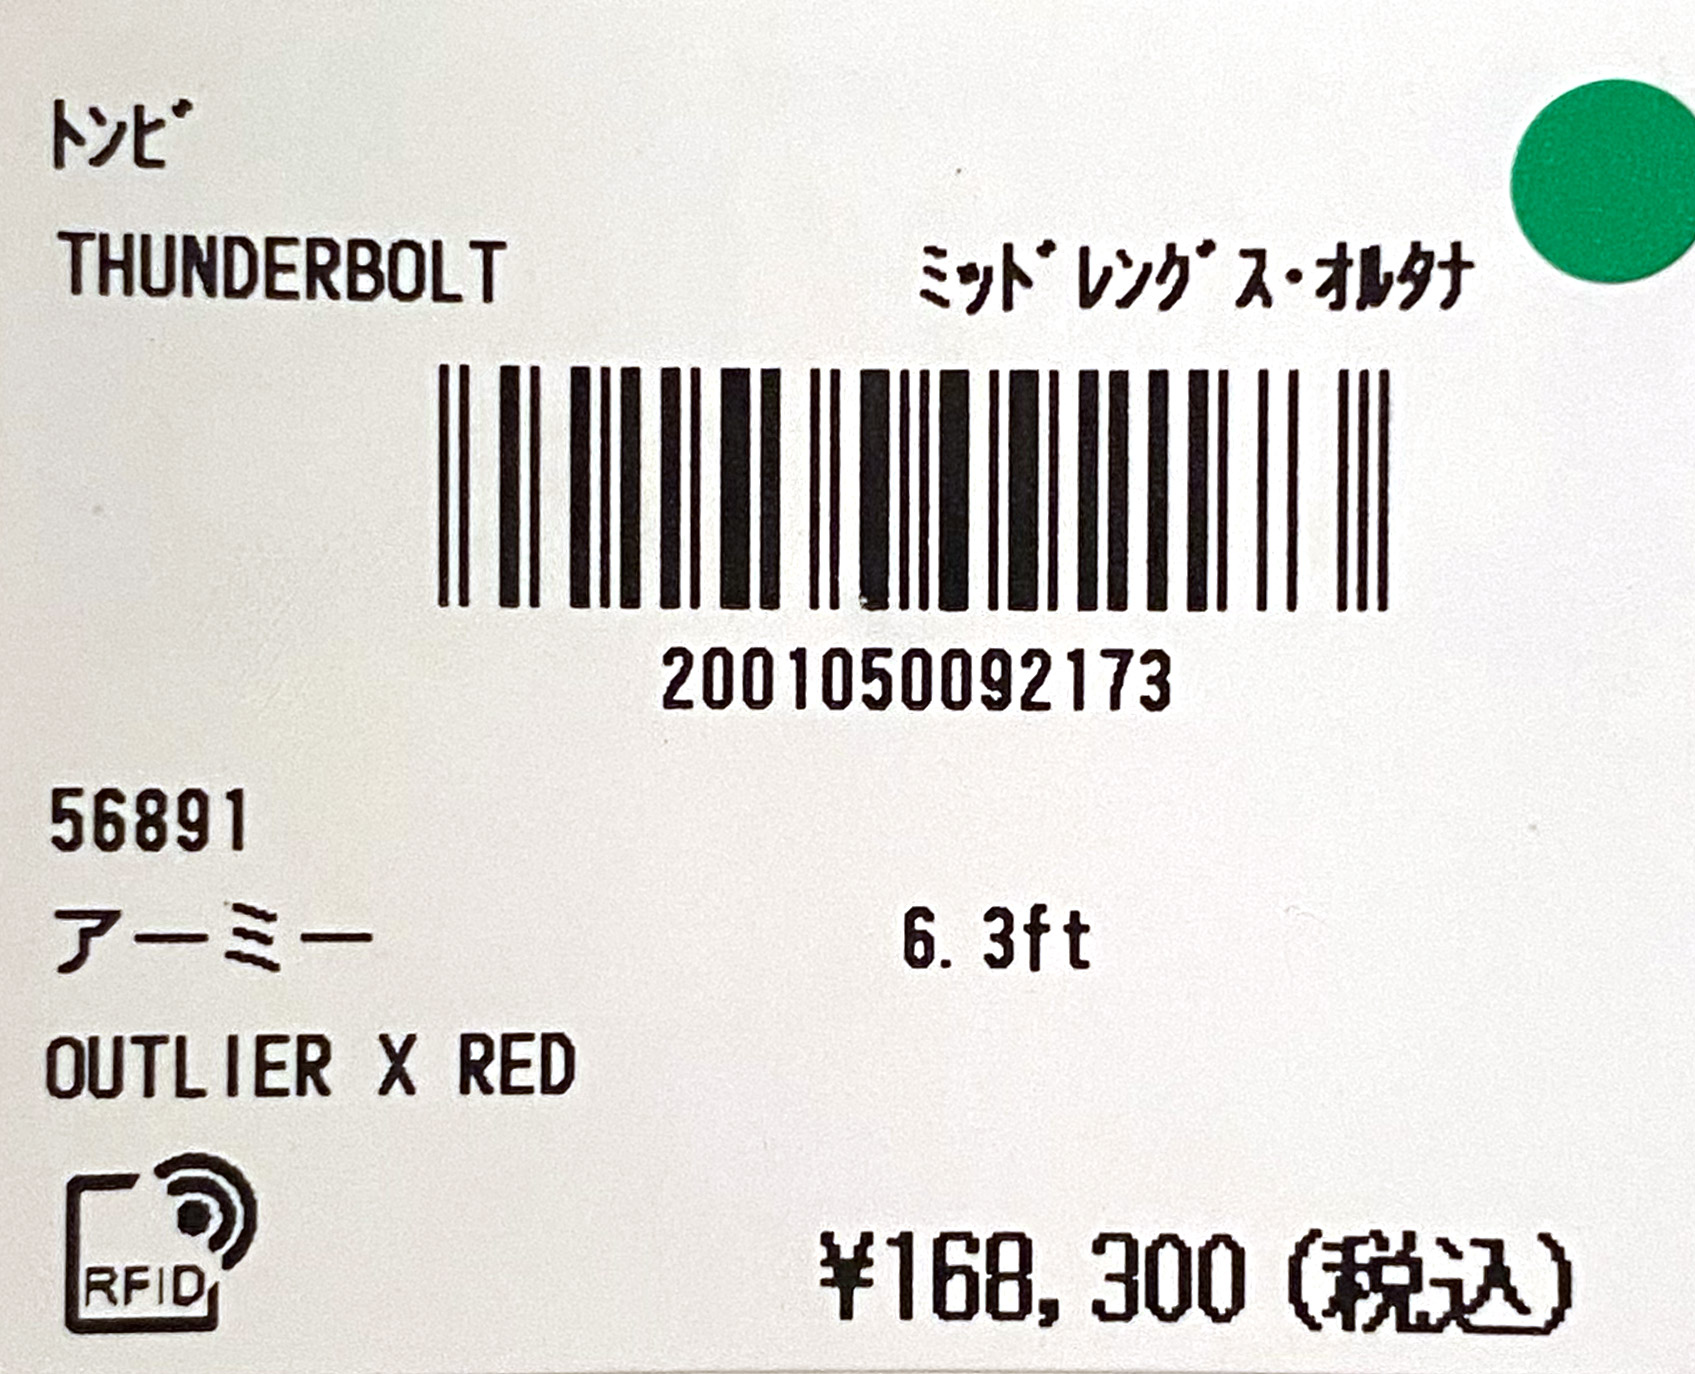 トンビ
THUNDERBOLT ミッドレングス・オルタナ
2001050092173
56891
アーミー 6.3ft
OUTLIER X RED
RFID
¥168,300(税込)